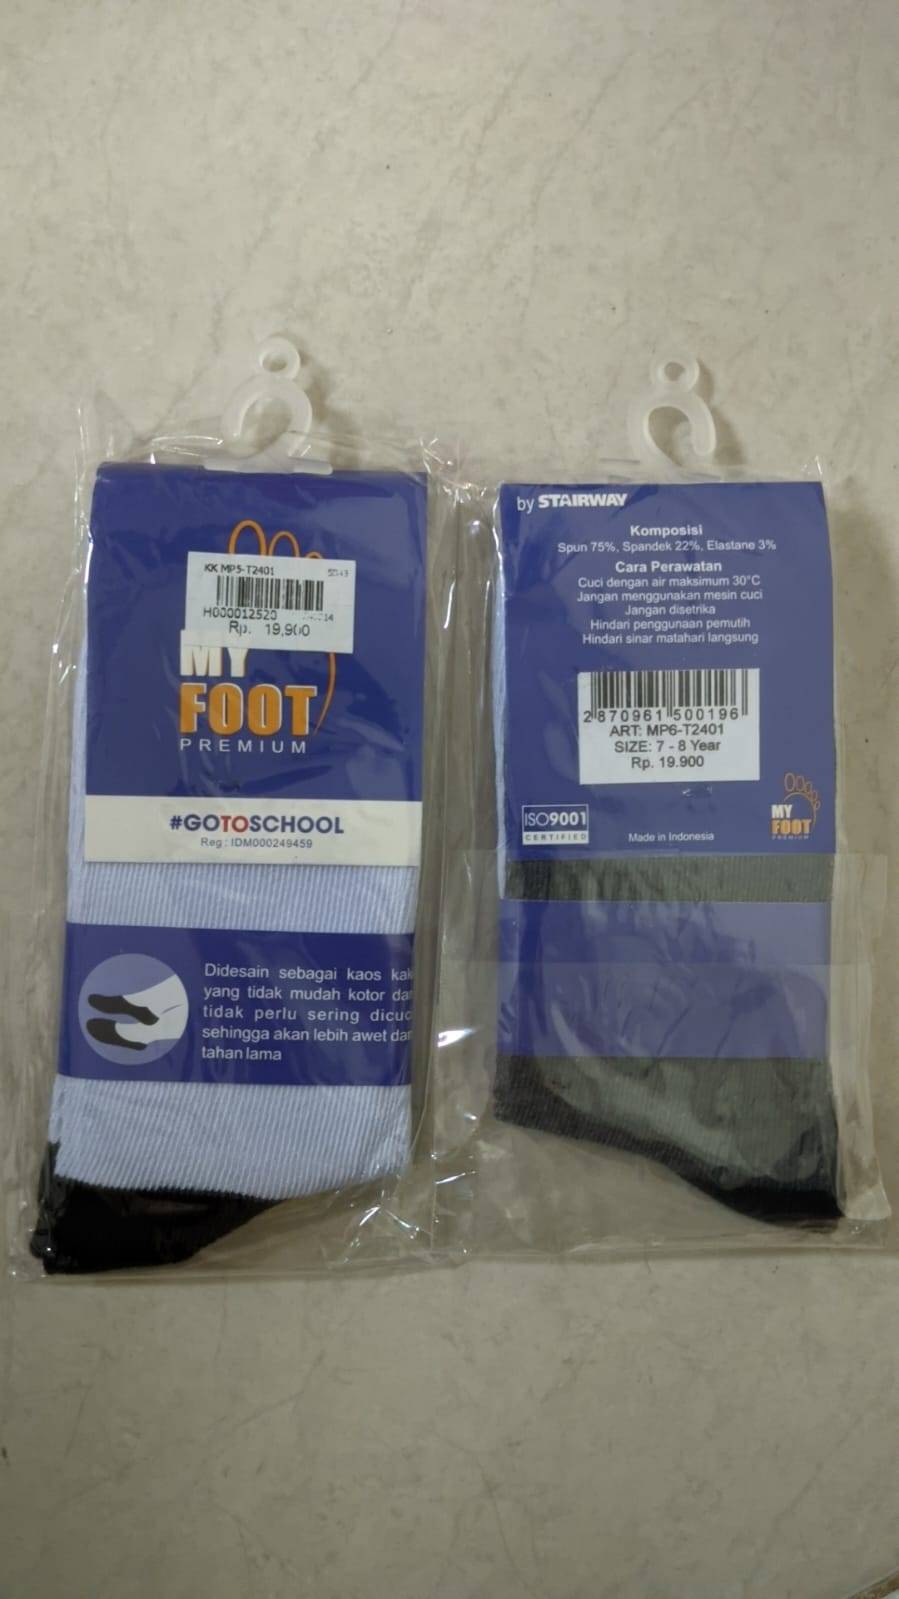 KK MP5-T2401
H000012520
Rp. 19,900
MY
FOOT
PREMIUM
#GOTOSCHOOL
Reg : IDM000249459
Didesain sebagai kaos kak
yang tidak mudah kotor dan
tidak perlu sering dicuc
sehingga akan lebih awet dan
tahan lama
by STAIRWAY
Komposisi
Spun 75%, Spandek 22%, Elastane 3%
Cara Perawatan
Cuci dengan air maksimum 30°C
Jangan menggunakan mesin cuci
Jangan disetrika
Hindari penggunaan pemutih
Hindari sinar matahari langsung
2 870961 500196
ART: MP6-T2401
SIZE: 7 - 8 Year
Rp. 19.900
ISO9001
CERTIFIED
Made in Indonesia
MY
FOOT
PREMIUM